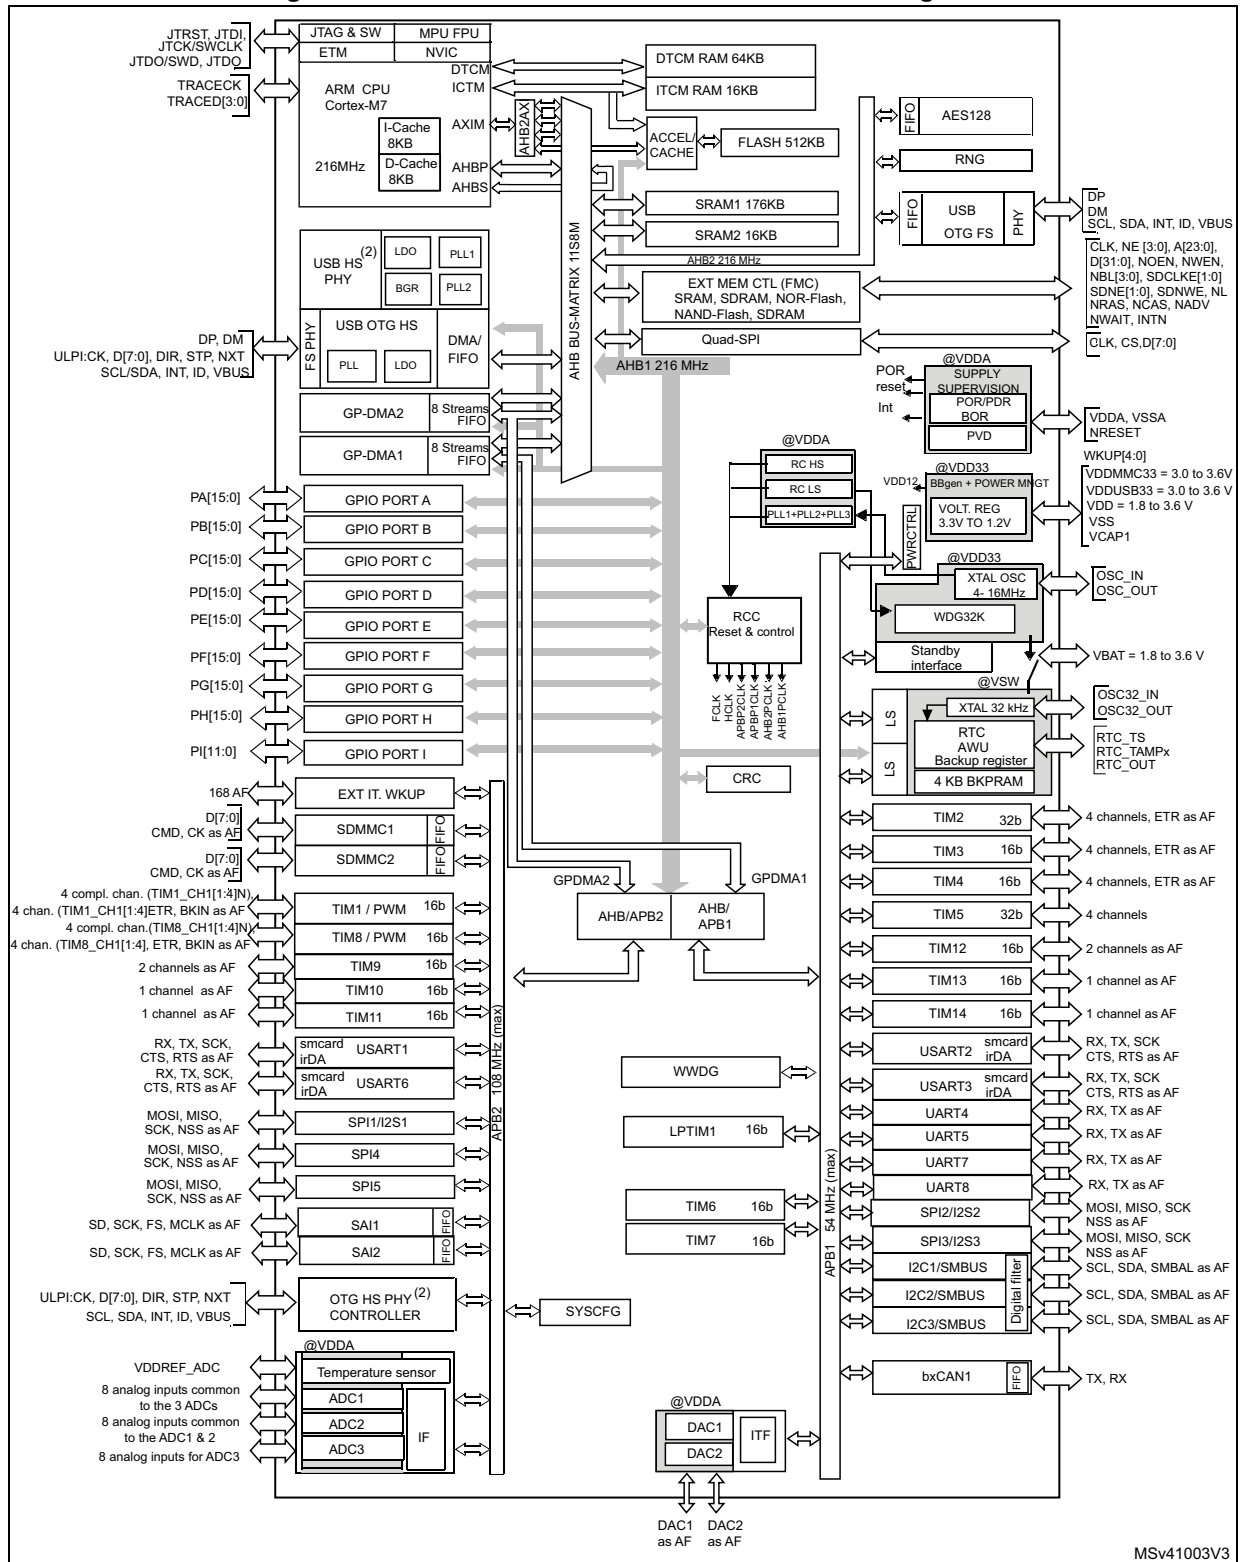 JTRST, JTDI,
JTCK/SWCLK
JTDO/SWD, JTDO
TRACECK
TRACED[3:0]
JTAG & SW
MPU FPU
ETM
NVIC
DTCM
ICTM
ARM CPU
Cortex-M7
AXIM
I-Cache
8KB
D-Cache
8KB
216MHz
AHBP
AHBS
AHB2AX
DTCM RAM 64KB
ITCM RAM 16KB
ACCEL/
CACHE
FLASH 512KB
SRAM1 176KB
SRAM2 16KB
AHB2 216 MHz
EXT MEM CTL (FMC)
SRAM, SDRAM, NOR-Flash,
NAND-Flash, SDRAM
Quad-SPI
AHB1 216 MHz
AHB BUS-MATRIX 11S8M
FIFO
AES128
RNG
FIFO
USB
OTG FS
PHY
DP
DM
SCL, SDA, INT, ID, VBUS
CLK, NE [3:0], A[23:0],
D[31:0], NOEN, NWEN,
NBL[3:0], SDCLKE[1:0]
SDNE[1:0], SDNWE, NL
NRAS, NCAS, NADV
NWAIT, INTN
CLK, CS,D[7:0]
USB HS (2)
PHY
LDO
PLL1
BGR
PLL2
DP, DM
ULPI:CK, D[7:0], DIR, STP, NXT
SCL/SDA, INT, ID, VBUS
FS PHY
USB OTG HS
PLL
LDO
DMA/
FIFO
GP-DMA2
8 Streams
FIFO
GP-DMA1
8 Streams
FIFO
@VDDA
POR
reset
Int
SUPPLY
SUPERVISION
POR/PDR
BOR
PVD
VDDA, VSSA
NRESET
WKUP[4:0]
@VDDA
RC HS
RC LS
PLL1+PLL2+PLL3
@VDD33
VDD12
BBgen + POWER MNGT
VOLT. REG
3.3V TO 1.2V
VDDMMC33 = 3.0 to 3.6V
VDDUSB33 = 3.0 to 3.6 V
VDD = 1.8 to 3.6 V
VSS
VCAP1
PWRCTRL
@VDD33
XTAL OSC
4- 16MHz
WDG32K
Standby
interface
OSC_IN
OSC_OUT
VBAT = 1.8 to 3.6 V
@VSW
LS
LS
XTAL 32 kHz
RTC
AWU
Backup register
4 KB BKPRAM
OSC32_IN
OSC32_OUT
RTC_TS
RTC_TAMPx
RTC_OUT
RCC
Reset & control
FCLK
HCLK
APBP2CLK
APBP1CLK
AHB2PCLK
AHB1PCLK
CRC
PA[15:0]
GPIO PORT A
PB[15:0]
GPIO PORT B
PC[15:0]
GPIO PORT C
PD[15:0]
GPIO PORT D
PE[15:0]
GPIO PORT E
PF[15:0]
GPIO PORT F
PG[15:0]
GPIO PORT G
PH[15:0]
GPIO PORT H
PI[11:0]
GPIO PORT I
168 AF
EXT IT. WKUP
D[7:0]
CMD, CK as AF
SDMMC1
FIFO
D[7:0]
CMD, CK as AF
SDMMC2
FIFO
4 compl. chan. (TIM1_CH1[1:4]N),
4 chan. (TIM1_CH1[1:4]ETR, BKIN as AF
TIM1 / PWM 16b
4 compl. chan.(TIM8_CH1[1:4]N),
4 chan. (TIM8_CH1[1:4], ETR, BKIN as AF
TIM8 / PWM 16b
2 channels as AF
TIM9 16b
1 channel as AF
TIM10 16b
1 channel as AF
TIM11 16b
RX, TX, SCK,
CTS, RTS as AF
smcard
irDA
USART1
RX, TX, SCK,
CTS, RTS as AF
smcard
irDA
USART6
MOSI, MISO,
SCK, NSS as AF
SPI1/I2S1
MOSI, MISO,
SCK, NSS as AF
SPI4
MOSI, MISO,
SCK, NSS as AF
SPI5
SD, SCK, FS, MCLK as AF
SAI1
FIFO
SD, SCK, FS, MCLK as AF
SAI2
FIFO
ULPI:CK, D[7:0], DIR, STP, NXT
SCL, SDA, INT, ID, VBUS
OTG HS PHY (2)
CONTROLLER
SYSCFG
@VDDA
VDDREF_ADC
Temperature sensor
8 analog inputs common
to the 3 ADCs
ADC1
8 analog inputs common
to the ADC1 & 2
ADC2
8 analog inputs for ADC3
ADC3
IF
APB2 108 MHz (max)
GPDMA2
GPDMA1
AHB/APB2
AHB/
APB1
WWDG
LPTIM1 16b
TIM6 16b
TIM7 16b
APB1 54 MHz (max)
@VDDA
DAC1
DAC2
ITF
DAC1
as AF
DAC2
as AF
TIM2 32b
4 channels, ETR as AF
TIM3 16b
4 channels, ETR as AF
TIM4 16b
4 channels, ETR as AF
TIM5 32b
4 channels
TIM12 16b
2 channels as AF
TIM13 16b
1 channel as AF
TIM14 16b
1 channel as AF
USART2
smcard
irDA
RX, TX, SCK
CTS, RTS as AF
USART3
smcard
irDA
RX, TX, SCK
CTS, RTS as AF
UART4
RX, TX as AF
UART5
RX, TX as AF
UART7
RX, TX as AF
UART8
RX, TX as AF
SPI2/I2S2
MOSI, MISO, SCK
NSS as AF
SPI3/I2S3
MOSI, MISO, SCK
NSS as AF
I2C1/SMBUS
SCL, SDA, SMBAL as AF
I2C2/SMBUS
SCL, SDA, SMBAL as AF
I2C3/SMBUS
SCL, SDA, SMBAL as AF
Digital filter
bxCAN1
FIFO
TX, RX
MSv41003V3